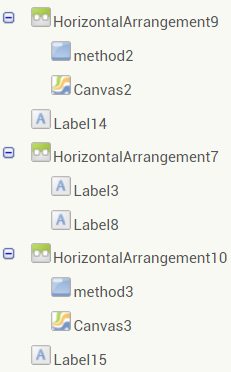 HorizontalArrangement9
method2
Canvas2
A Label14
HorizontalArrangement7
A Label3
A Label8
HorizontalArrangement10
method3
Canvas3
A Label15